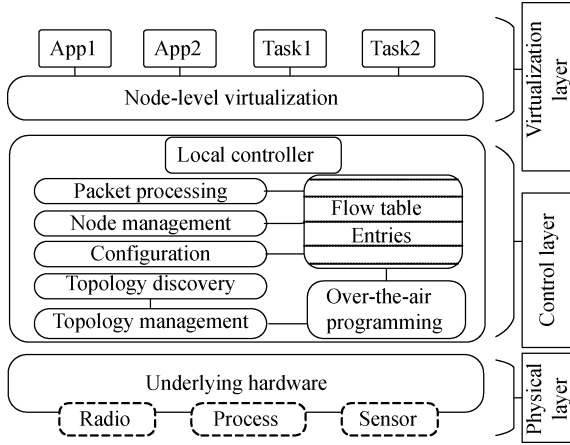 App1 App2 Task1 Task2
Node-level virtualization
Virtualization
layer
Local controller
Packet processing
Node management
Configuration
Topology discovery
Topology management
Flow table
Entries
Over-the-air
programming
Control layer
Underlying hardware
Radio Process Sensor
Physical
layer